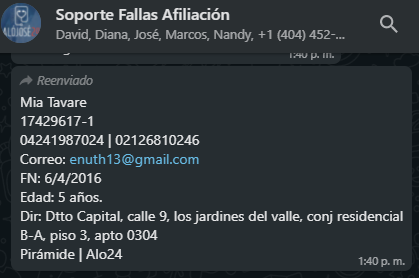 Soporte Fallas Afiliación
David, Diana, José, Marcos, Nandy, +1 (404) 452-...
1:40 p. m.
Reenviado
Mia Tavare
17429617-1
04241987024 | 02126810246
Correo: enuth13@gmail.com
FN: 6/4/2016
Edad: 5 años.
Dir: Dtto Capital, calle 9, los jardines del valle, conj residencial
B-A, piso 3, apto 0304
Pirámide | Alo24
1:40 p. m.